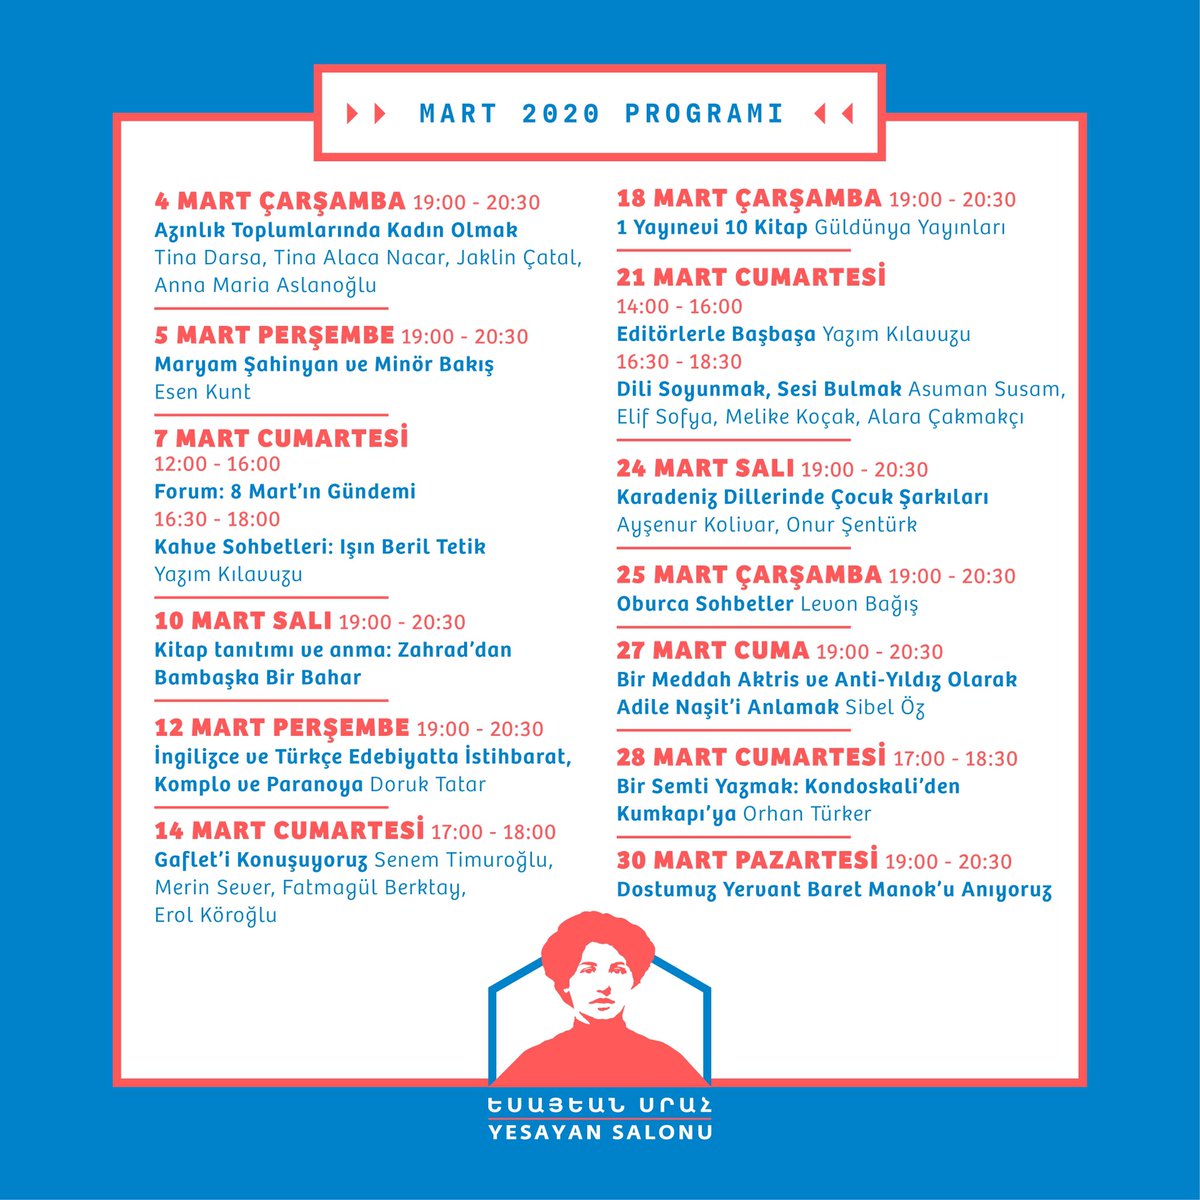 MART 2020 PROGRAMI
4 MART ÇARŞAMBA 19:00 - 20:30
Azınlık Toplumlarında Kadın Olmak
Tina Darsa, Tina Alaca Nacar, Jaklin Çatal,
Anna Maria Aslanoğlu
5 MART PERŞEMBE 19:00 - 20:30
Maryam Şahinyan ve Minör Bakış
Esen Kunt
7 MART CUMARTESİ
12:00 - 16:00
Forum: 8 Mart'ın Gündemi
16:30 - 18:00
Kahve Sohbetleri: Işın Beril Tetik
Yazım Kılavuzu
10 MART SALI 19:00 - 20:30
Kitap tanıtımı ve anma: Zahrad'dan
Bambaşka Bir Bahar
12 MART PERŞEMBE 19:00 - 20:30
İngilizce ve Türkçe Edebiyatta İstihbarat,
Komplo ve Paranoya Doruk Tatar
14 MART CUMARTESİ 17:00 - 18:00
Gaflet'i Konuşuyoruz Senem Timuroğlu,
Merin Sever, Fatmagül Berktay,
Erol Köroğlu
18 MART ÇARŞAMBA 19:00 - 20:30
1 Yayınevi 10 Kitap Güldünya Yayınları
21 MART CUMARTESİ
14:00 - 16:00
Editörlerle Başbaşa Yazım Kılavuzu
16:30 - 18:30
Dili Soyunmak, Sesi Bulmak Asuman Susam,
Elif Sofya, Melike Koçak, Alara Çakmakçı
24 MART SALI 19:00 - 20:30
Karadeniz Dillerinde Çocuk Şarkıları
Ayşenur Kolivar, Onur Şentürk
25 MART ÇARŞAMBA 19:00 - 20:30
Oburca Sohbetler Levon Bağış
27 MART CUMA 19:00 - 20:30
Bir Meddah Aktris ve Anti-Yıldız Olarak
Adile Naşit'i Anlamak Sibel Öz
28 MART CUMARTESİ 17:00 - 18:30
Bir Semti Yazmak: Kondoskali'den
Kumkapı'ya Orhan Türker
30 MART PAZARTESİ 19:00 - 20:30
Dostumuz Yervant Baret Manok'u Anıyoruz
ԵՍԱՅԵԱՆ ՍՐԱՀ
YESAYAN SALONU